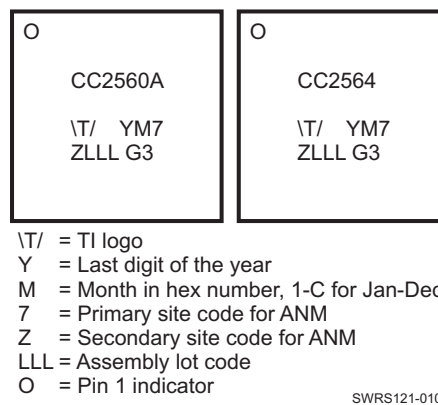 O
CC2560A
\T/ YM7
ZLLL G3
O
CC2564
\T/ YM7
ZLLL G3
\T/ = TI logo
Y = Last digit of the year
M = Month in hex number, 1-C for Jan-Dec
7 = Primary site code for ANM
Z = Secondary site code for ANM
LLL = Assembly lot code
O = Pin 1 indicator
SWRS121-010